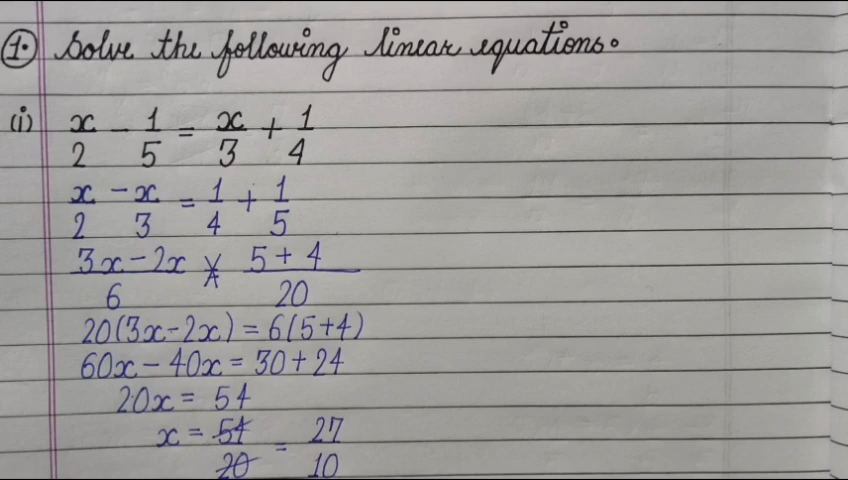 1. Solve the following linear equations.
(i) x/2 - 1/5 = x/3 + 1/4
x/2 - x/3 = 1/4 + 1/5
3x - 2x/6 = 5 + 4/20
20(3x - 2x) = 6(5+4)
60x - 40x = 30 + 24
20x = 54
x = 54/20 = 27/10